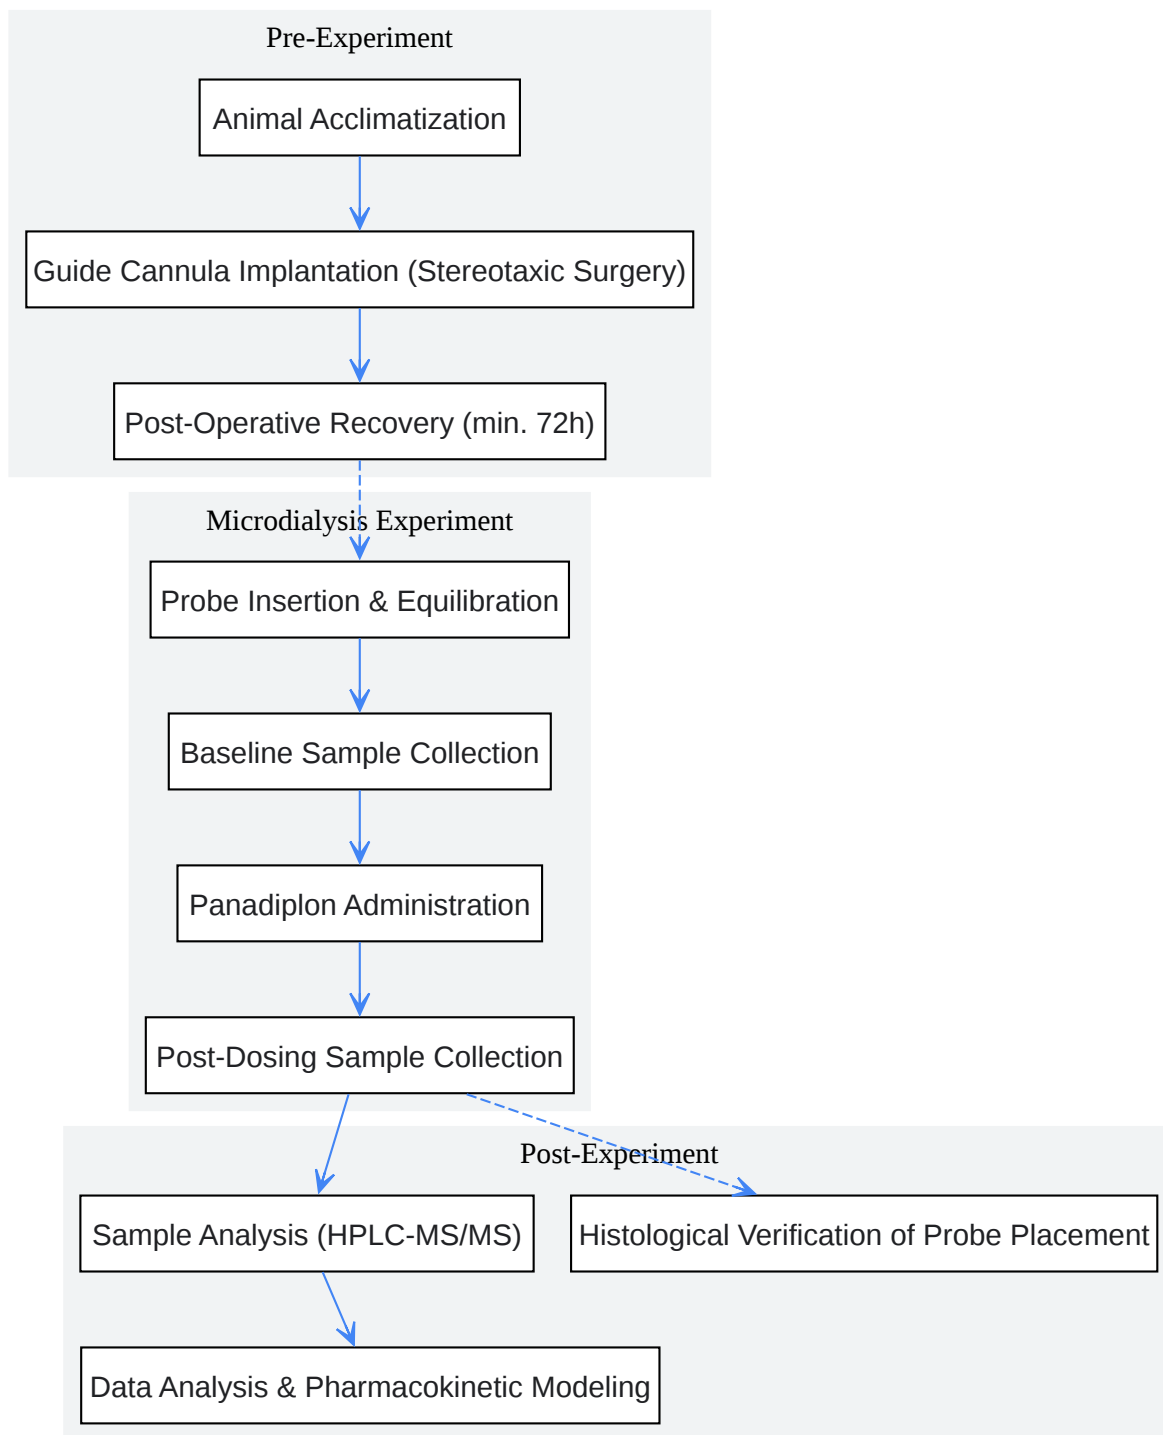 Pre-Experiment
Animal Acclimatization
Guide Cannula Implantation (Stereotaxic Surgery)
Post-Operative Recovery (min. 72h)
Microdialysis Experiment
Probe Insertion & Equilibration
Baseline Sample Collection
Panadiplon Administration
Post-Dosing Sample Collection
Post-Experiment
Sample Analysis (HPLC-MS/MS)
Histological Verification of Probe Placement
Data Analysis & Pharmacokinetic Modeling